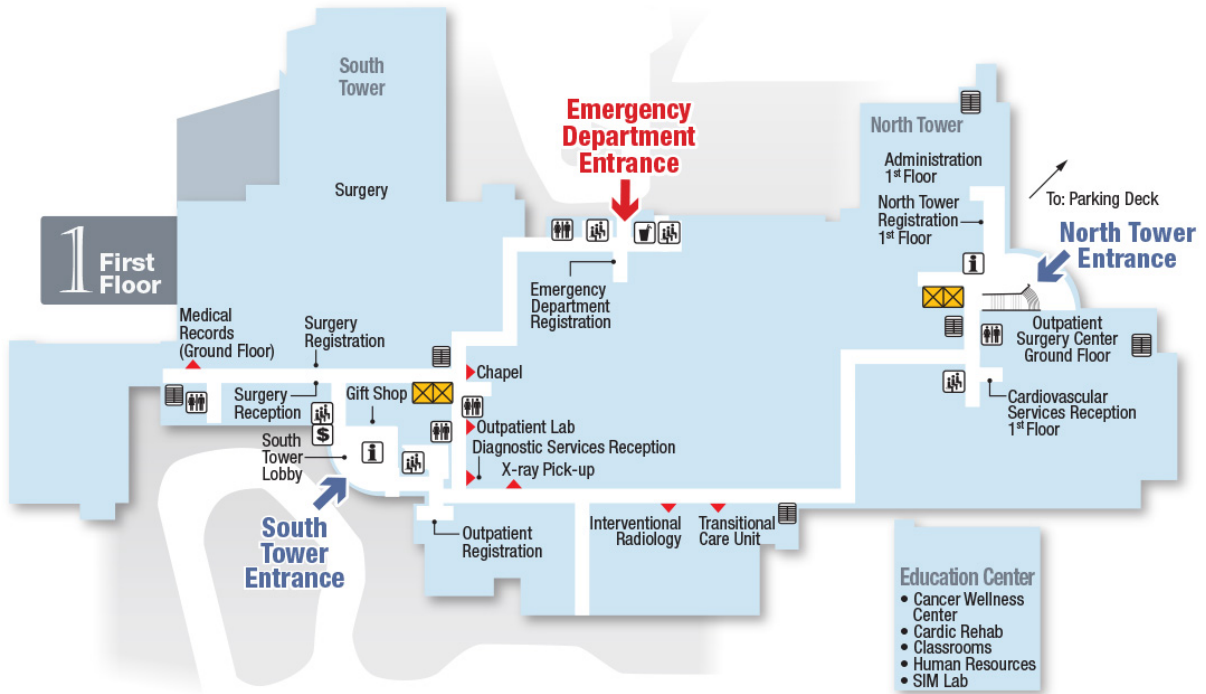 South
Tower
Surgery
Emergency
Department
Entrance
North Tower
Administration
1st Floor
North Tower
Registration
1st Floor
To: Parking Deck
North Tower
Entrance
1 First
Floor
Emergency
Department
Registration
Medical
Records
(Ground Floor)
Surgery
Registration
Outpatient
Surgery Center
Ground Floor
Chapel
Surgery
Reception
Gift Shop
Cardiovascular
Services Reception
1st Floor
Outpatient Lab
Diagnostic Services Reception
X-ray Pick-up
$
South
Tower
Lobby
i
i
South
Tower
Entrance
Outpatient
Registration
Interventional
Radiology
Transitional
Care Unit
Education Center
• Cancer Wellness
Center
• Cardic Rehab
• Classrooms
• Human Resources
• SIM Lab